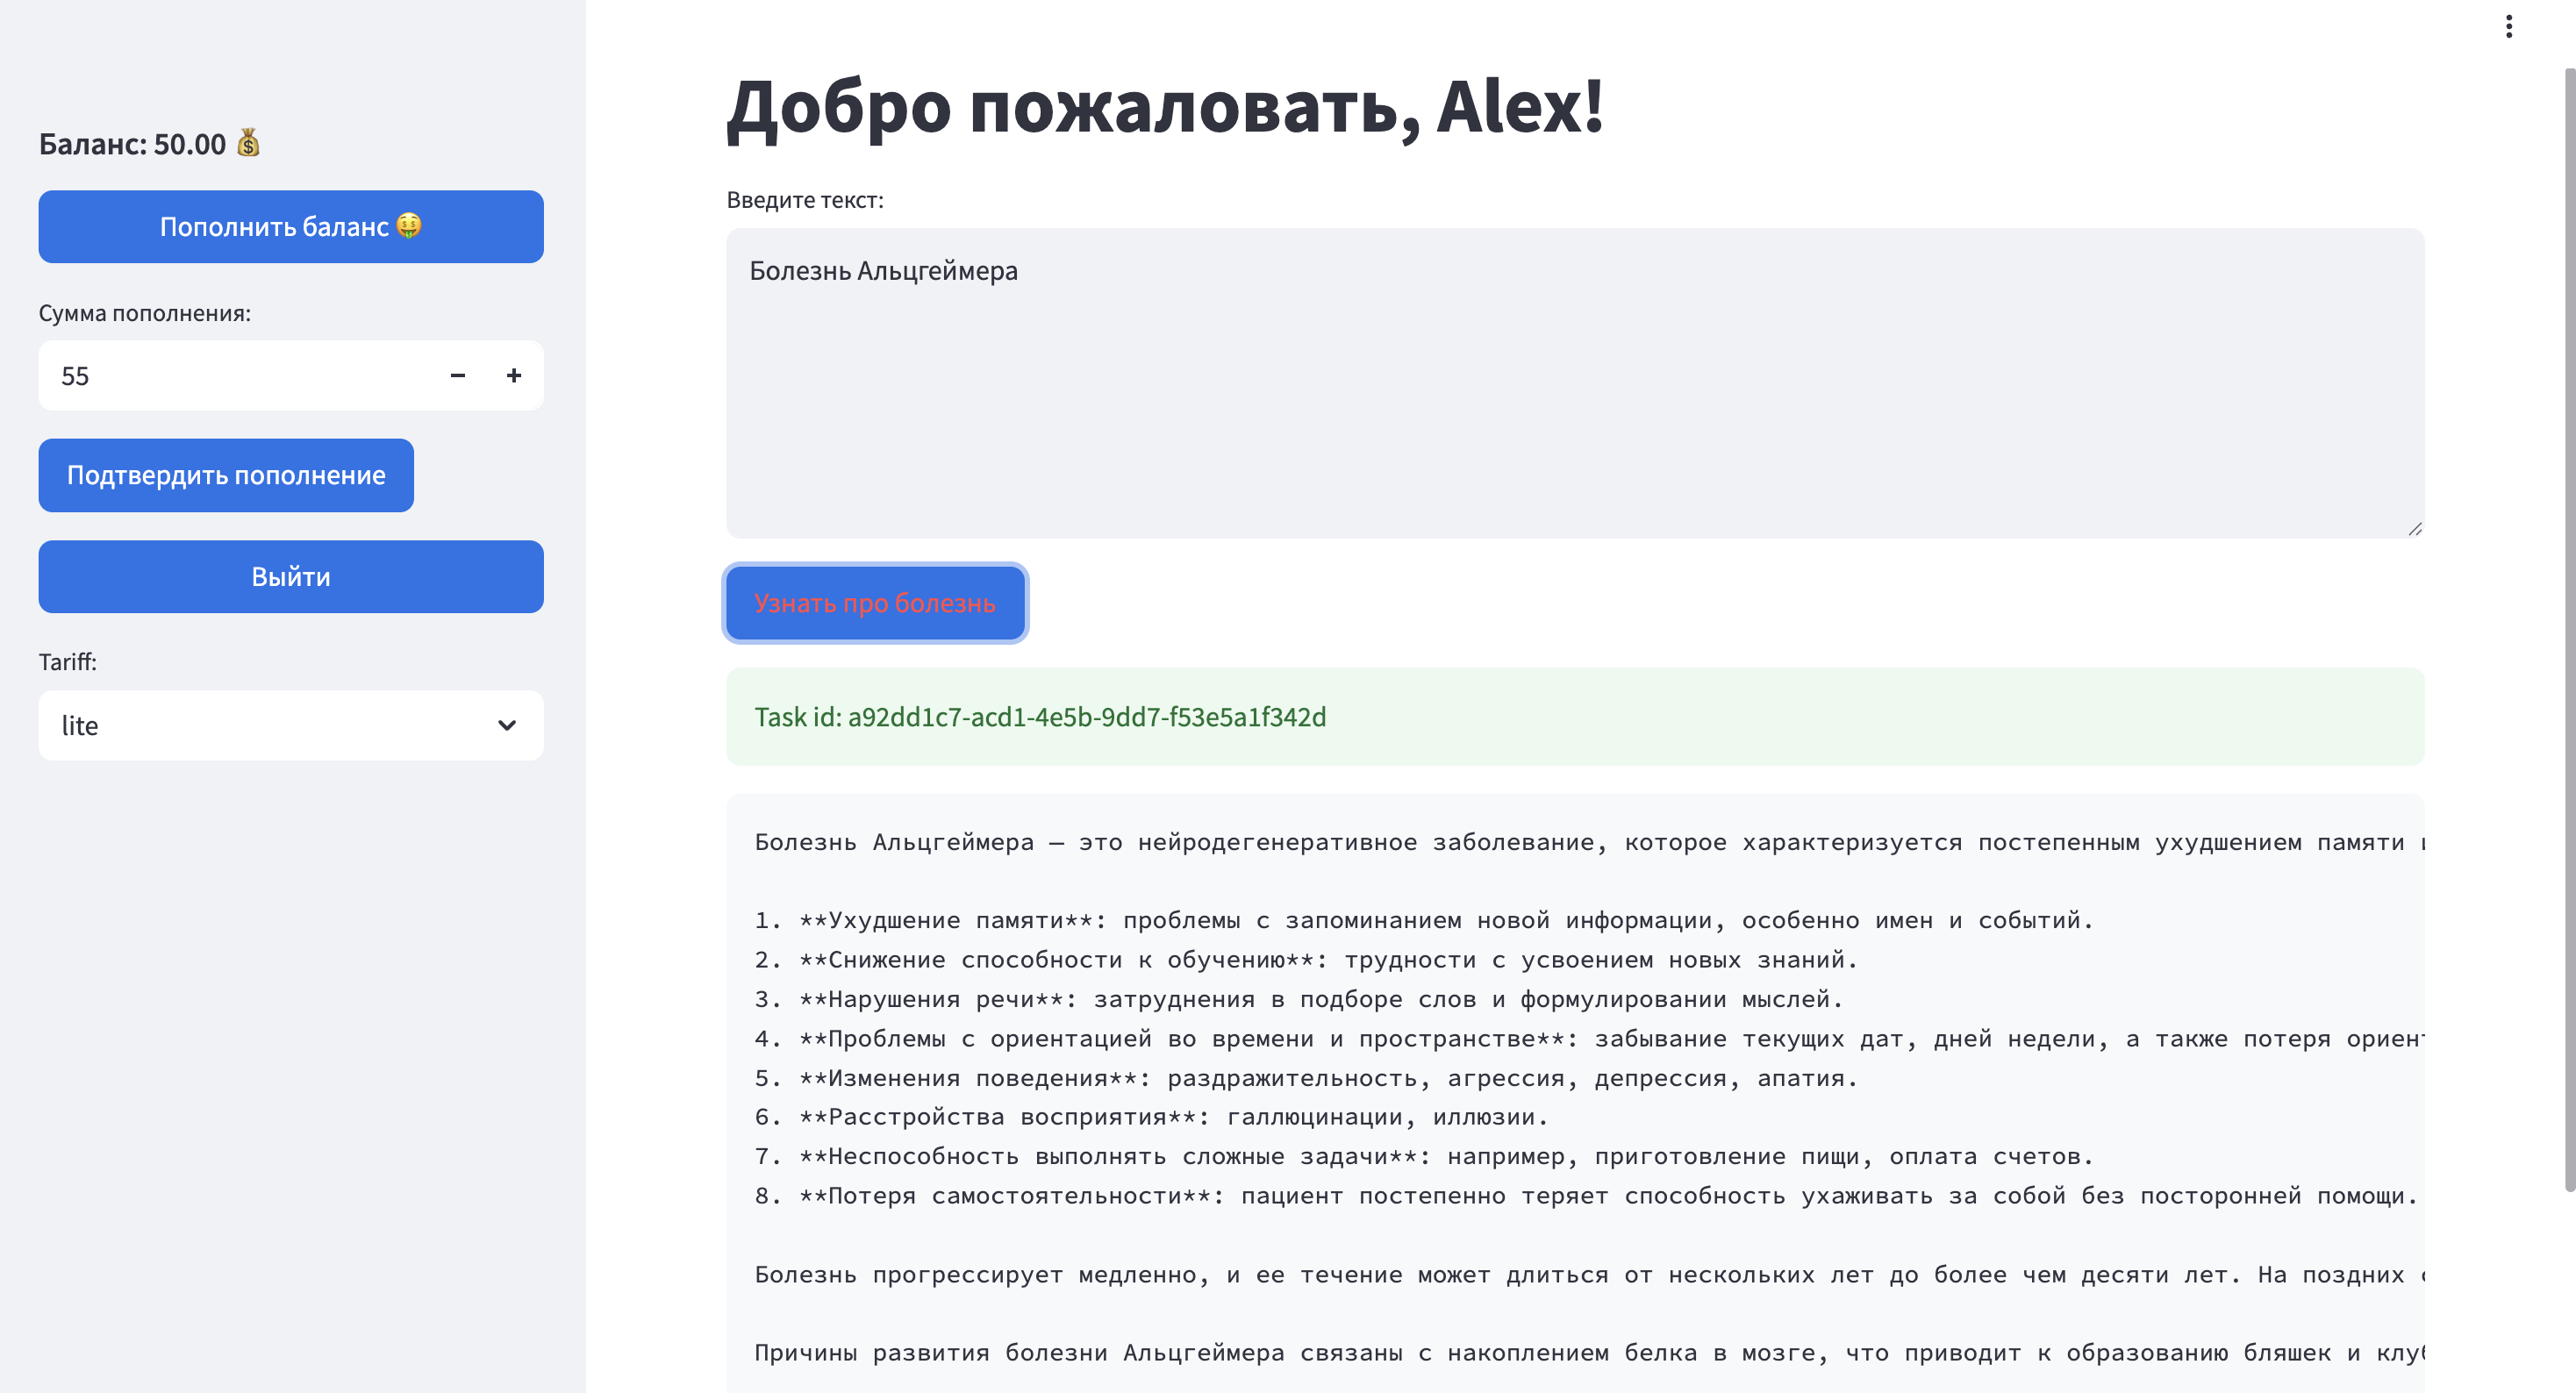 Баланс: 50.00 💰
Пополнить баланс 🤑
Сумма пополнения:
55
Подтвердить пополнение
Выйти
Tariff:
lite
Добро пожаловать, Alex!
Введите текст:
Болезнь Альцгеймера
Узнать про болезнь
Task id: a92dd1c7-acd1-4e5b-9dd7-f53e5a1f342d
Болезнь Альцгеймера — это нейродегенеративное заболевание, которое характеризуется постепенным ухудшением памяти
1. **Ухудшение памяти**: проблемы с запоминанием новой информации, особенно имен и событий.
2. **Снижение способности к обучению**: трудности с усвоением новых знаний.
3. **Нарушения речи**: затруднения в подборе слов и формулировании мыслей.
4. **Проблемы с ориентацией во времени и пространстве**: забывание текущих дат, дней недели, а также потеря
5. **Изменения поведения**: раздражительность, агрессия, депрессия, апатия.
6. **Расстройства восприятия**: галлюцинации, иллюзии.
7. **Неспособность выполнять сложные задачи**: например, приготовление пищи, оплата счетов.
8. **Потеря самостоятельности**: пациент постепенно теряет способность ухаживать за собой без посторонней помощи.
Болезнь прогрессирует медленно, и ее течение может длиться от нескольких лет до более чем десяти лет. На поздних
Причины развития болезни Альцгеймера связаны с накоплением белка в мозге, что приводит к образованию бляшек и